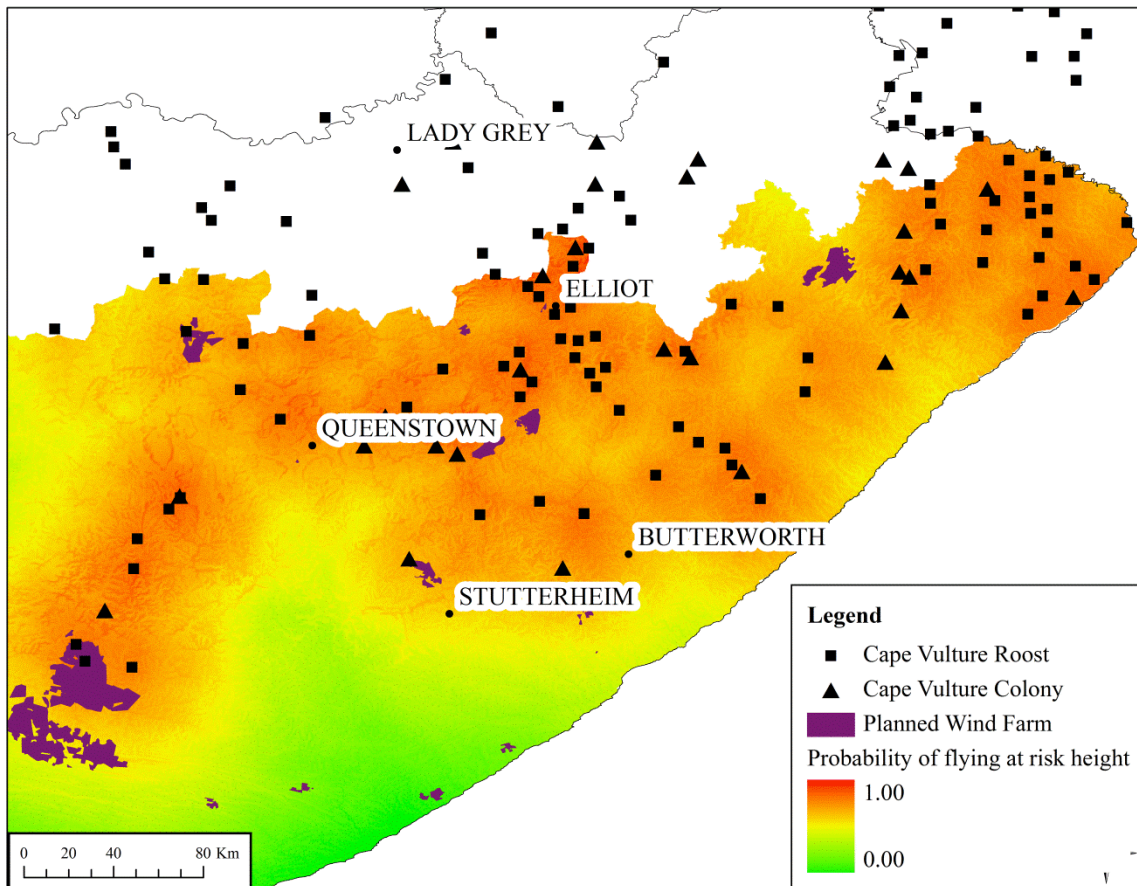 LADY GREY
ELLIOT
QUEENSTOWN
BUTTERWORTH
STUTTERHEIM
Legend
Cape Vulture Roost
Cape Vulture Colony
Planned Wind Farm
Probability of flying at risk height
1.00
0.00
0 20 40 80 Km